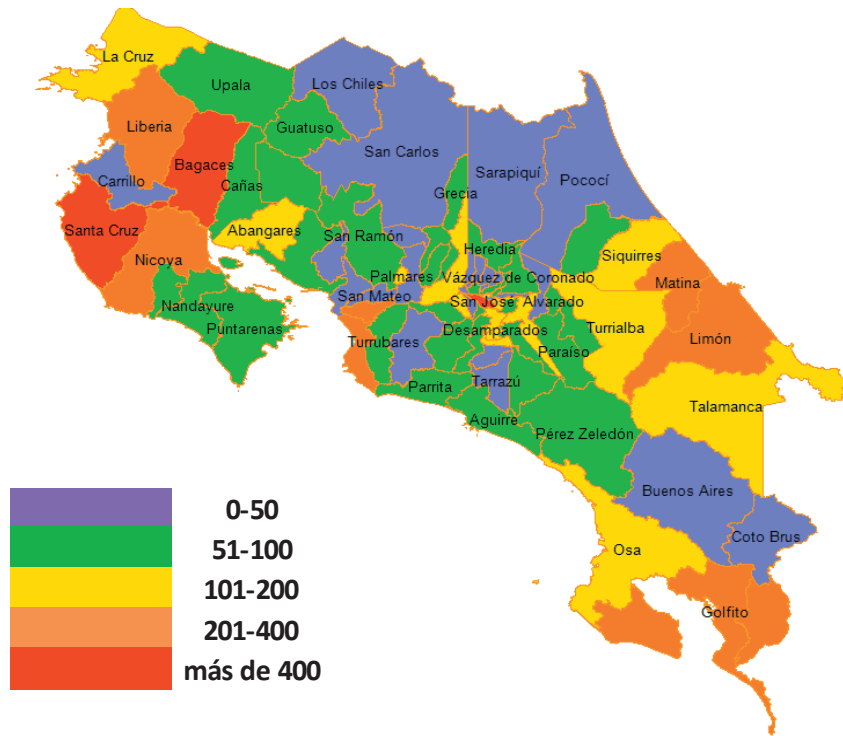 La Cruz
Upala
Los Chiles
Liberia
Guatuso
San Carlos
Bagaces
Sarapiquí
Pococí
Carrillo
Cañas
Grecia
Santa Cruz
Abangares
San Ramón
Heredia
Siquirres
Nicoya
Palmares
Vázquez de Coronado
Matina
San Mateo
San José
Alvarado
Nandayure
Puntarenas
Turrubares
Desamparados
Turrialba
Limón
Paraíso
Parrita
Tarrazú
Talamanca
Aguirre
Pérez Zeledón
Buenos Aires
Coto Brus
Osa
Golfito
0-50
51-100
101-200
201-400
más de 400